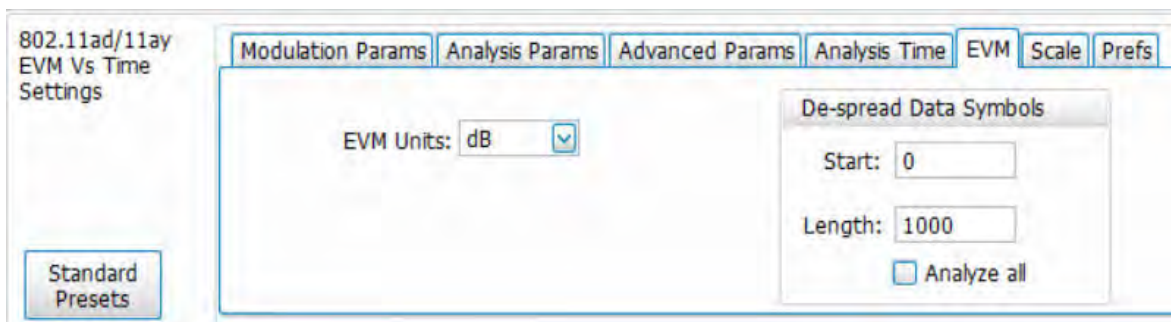 802.11ad/11ay
EVM Vs Time
Settings
Modulation Params Analysis Params Advanced Params Analysis Time EVM Scale Prefs
EVM Units: dB
De-spread Data Symbols
Start: 0
Length: 1000
Analyze all
Standard
Presets